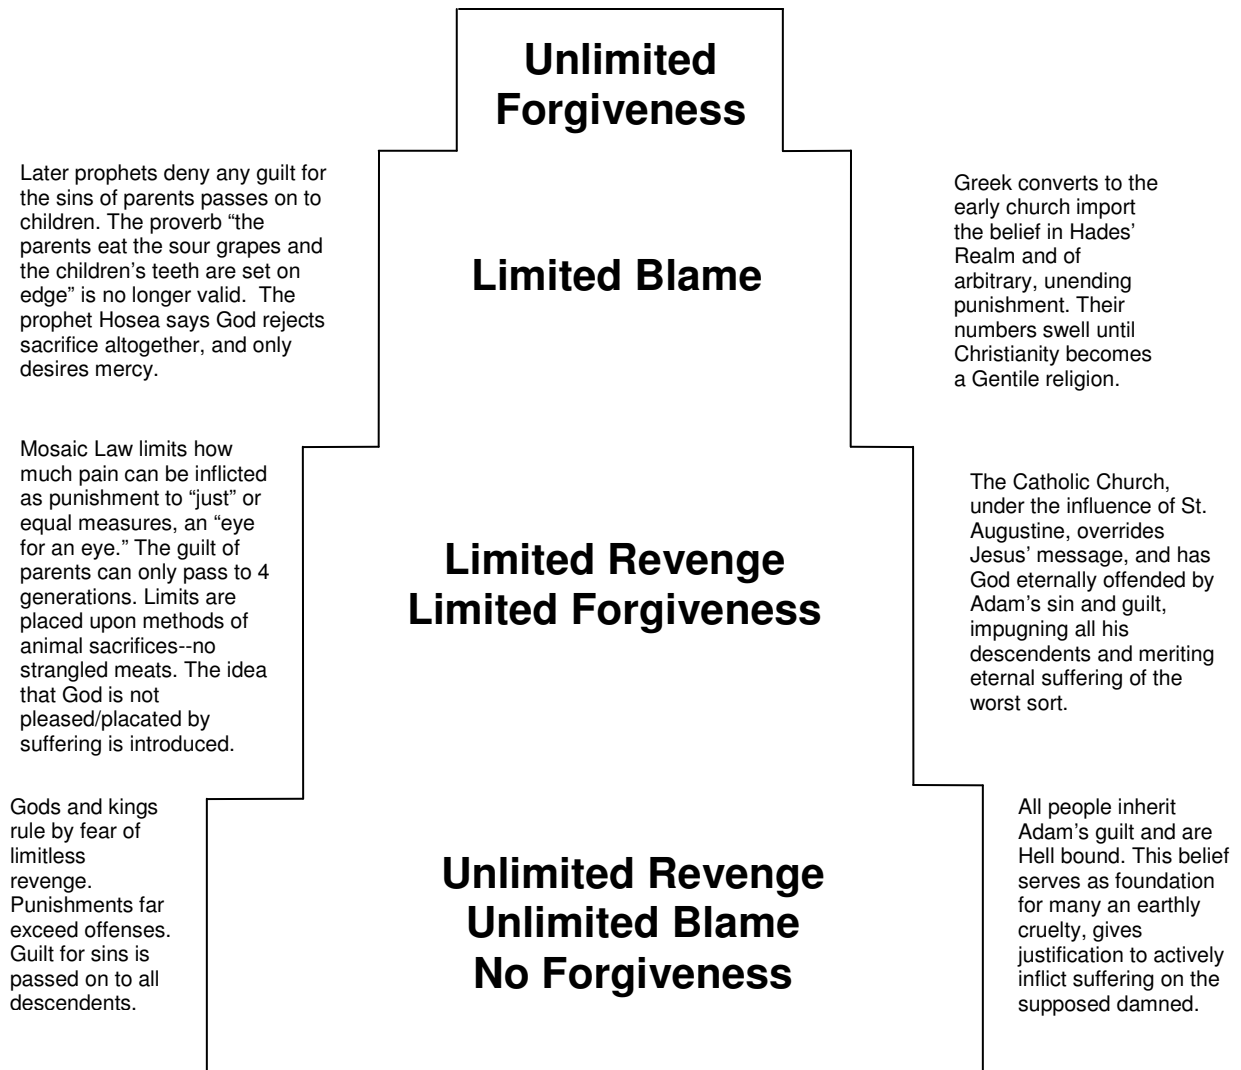 Unlimited
Forgiveness
Later prophets deny any guilt for
the sins of parents passes on to
children. The proverb “the
parents eat the sour grapes and
the children’s teeth are set on
edge” is no longer valid.  The
prophet Hosea says God rejects
sacrifice altogether, and only
desires mercy.
Limited Blame
Greek converts to the
early church import
the belief in Hades’
Realm and of
arbitrary, unending
punishment. Their
numbers swell until
Christianity becomes
a Gentile religion.
Mosaic Law limits how
much pain can be inflicted
as punishment to “just” or
equal measures, an “eye
for an eye.” The guilt of
parents can only pass to 4
generations. Limits are
placed upon methods of
animal sacrifices--no
strangled meats. The idea
that God is not
pleased/placated by
suffering is introduced.
Limited Revenge
Limited Forgiveness
The Catholic Church,
under the influence of St.
Augustine, overrides
Jesus’ message, and has
God eternally offended by
Adam’s sin and guilt,
impugning all his
descendents and meriting
eternal suffering of the
worst sort.
Gods and kings
rule by fear of
limitless
revenge.
Punishments far
exceed offenses.
Guilt for sins is
passed on to all
descendents.
Unlimited Revenge
Unlimited Blame
No Forgiveness
All people inherit
Adam’s guilt and are
Hell bound. This belief
serves as foundation
for many an earthly
cruelty, gives
justification to actively
inflict suffering on the
supposed damned.